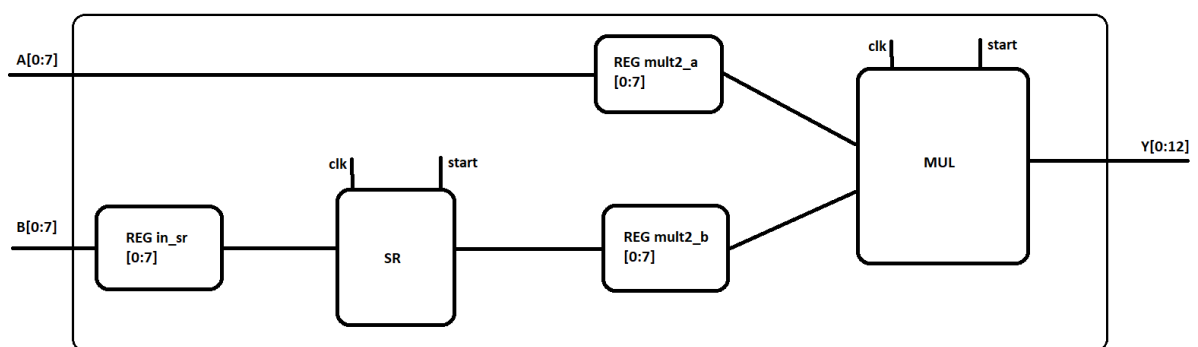 A[0:7]
REG mult2_a
[0:7]
clk
start
MUL
Y[0:12]
clk
start
B[0:7]
REG in_sr
[0:7]
SR
REG mult2_b
[0:7]